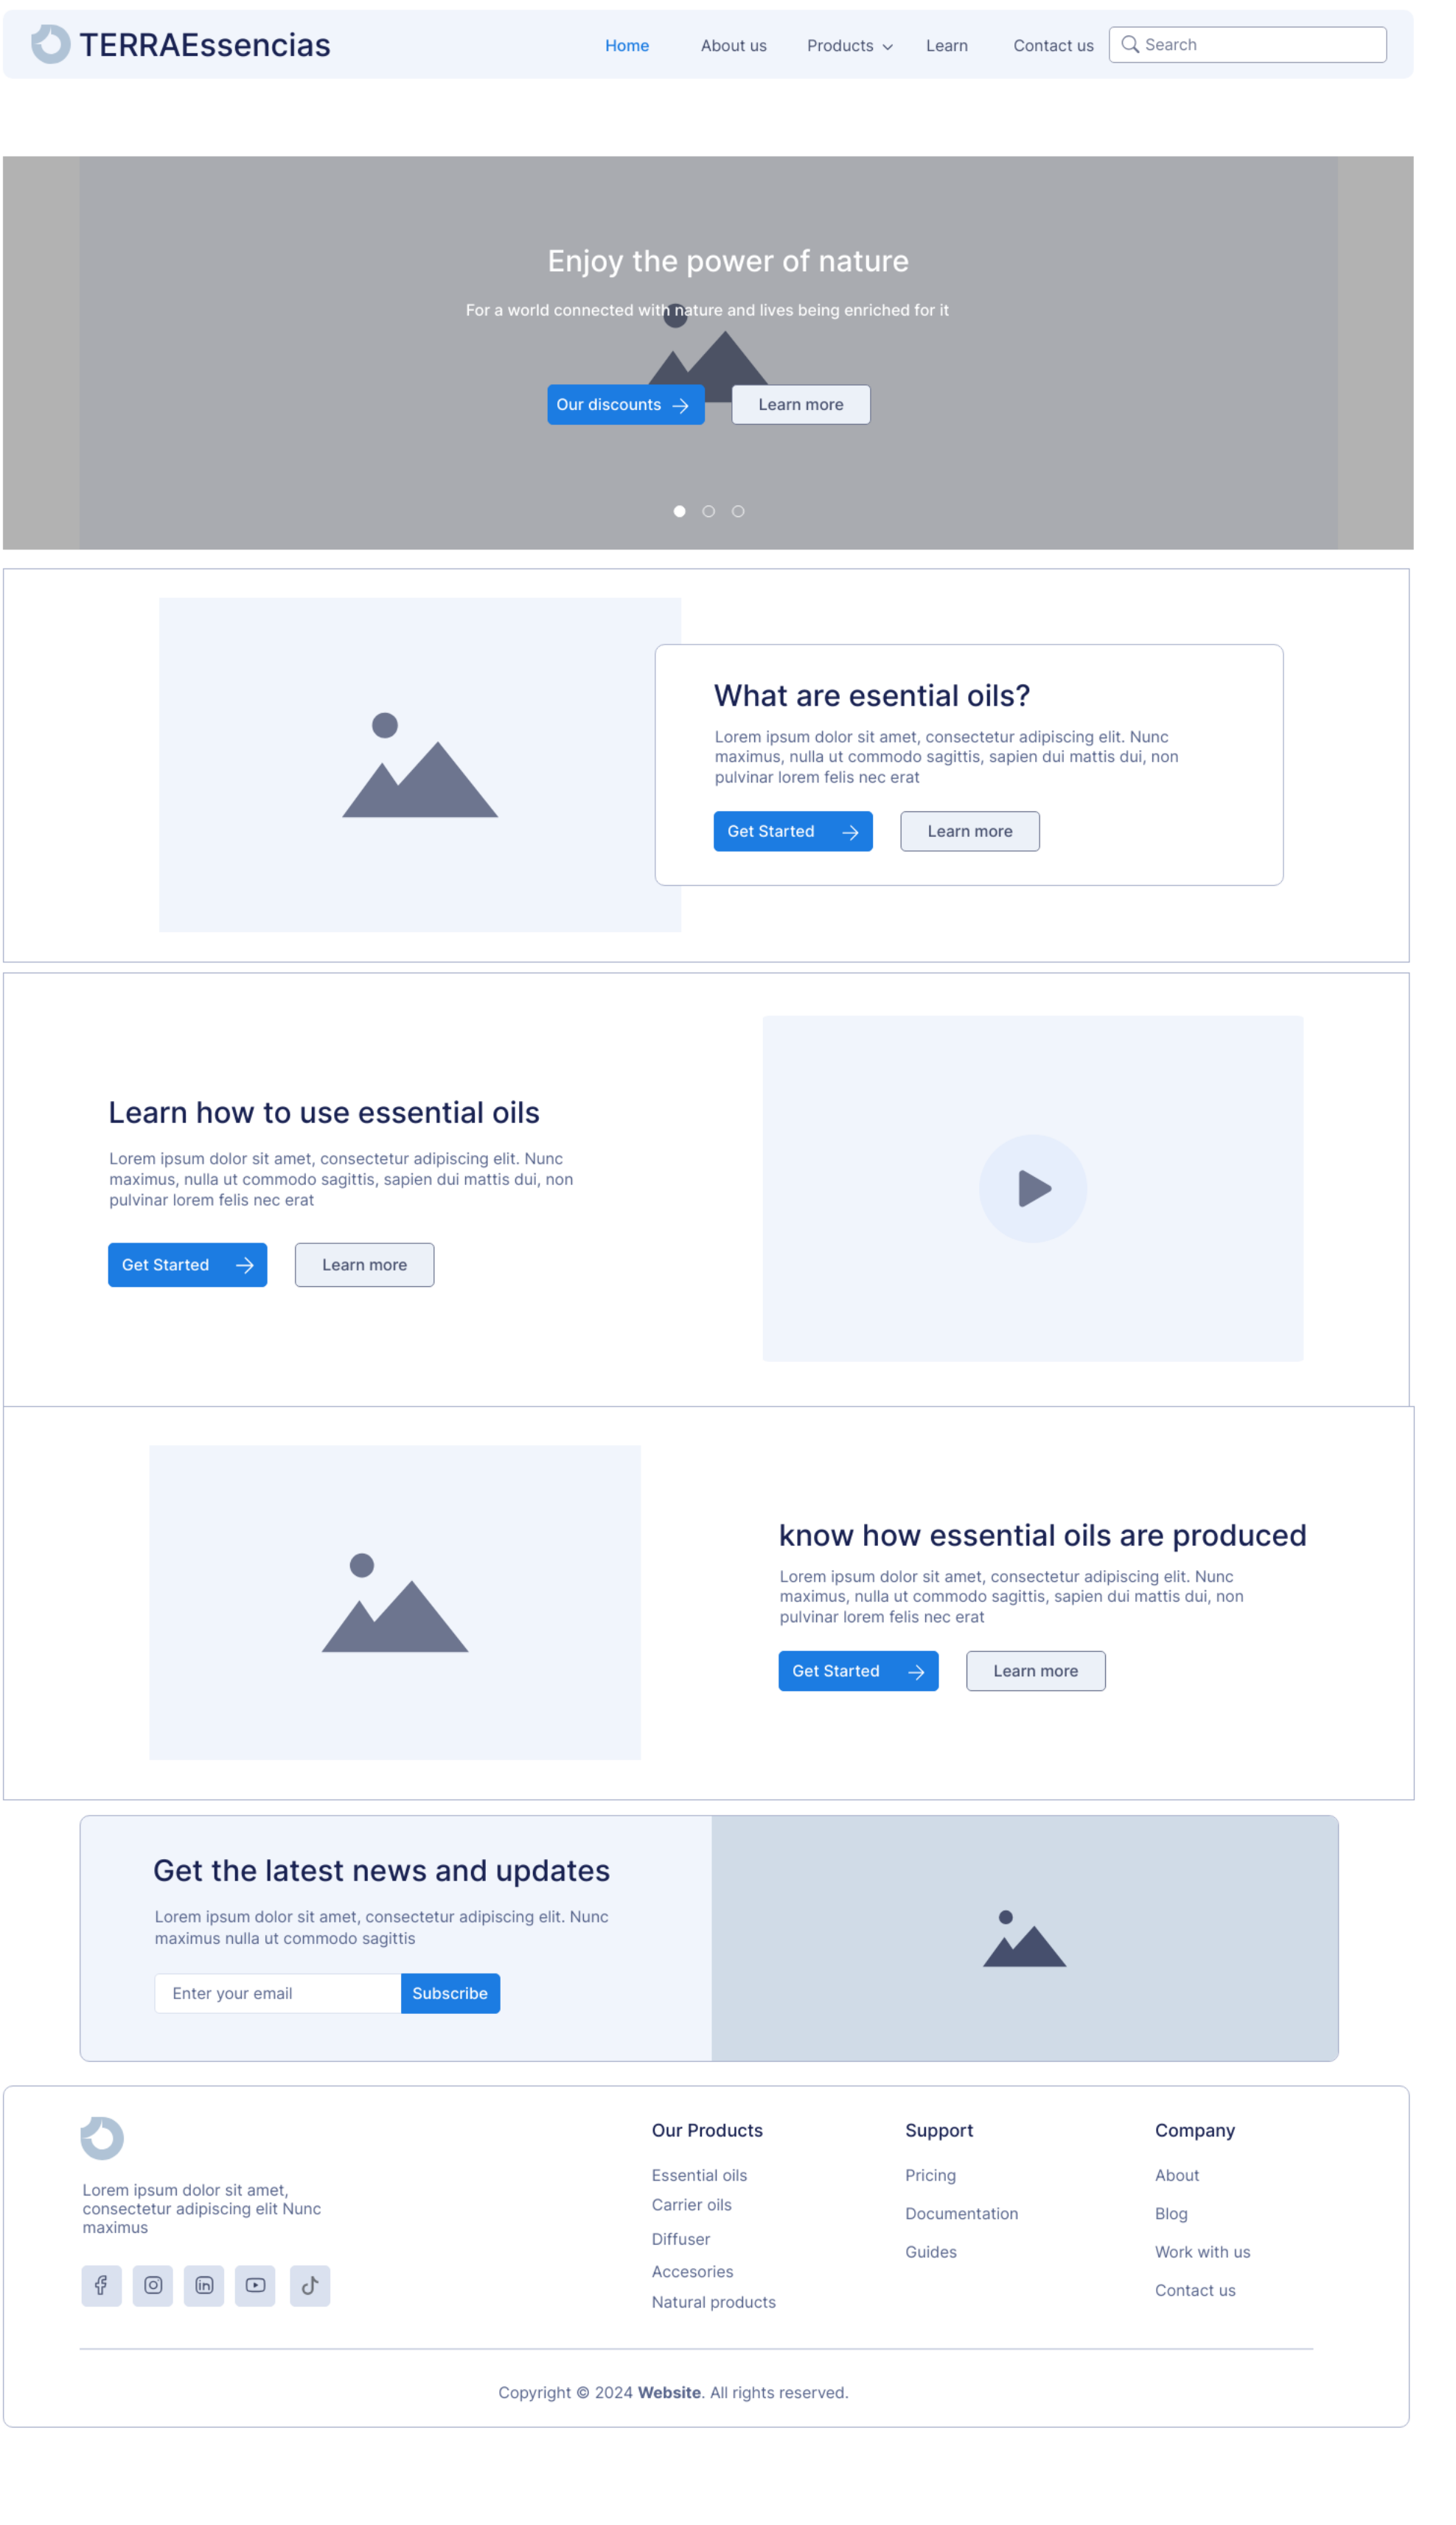 TERRAEssencias
Home
About us
Products
Learn
Contact us
Search
Enjoy the power of nature
For a world connected with nature and lives being enriched for it
Our discounts
Learn more
What are esential oils?
Lorem ipsum dolor sit amet, consectetur adipiscing elit. Nunc
maximus, nulla ut commodo sagittis, sapien dui mattis dui, non
pulvinar lorem felis nec erat
Get Started
Learn more
Learn how to use essential oils
Lorem ipsum dolor sit amet, consectetur adipiscing elit. Nunc
maximus, nulla ut commodo sagittis, sapien dui mattis dui, non
pulvinar lorem felis nec erat
Get Started
Learn more
know how essential oils are produced
Lorem ipsum dolor sit amet, consectetur adipiscing elit. Nunc
maximus, nulla ut commodo sagittis, sapien dui mattis dui, non
pulvinar lorem felis nec erat
Get Started
Learn more
Get the latest news and updates
Lorem ipsum dolor sit amet, consectetur adipiscing elit. Nunc
maximus nulla ut commodo sagittis
Enter your email
Subscribe
Lorem ipsum dolor sit amet,
consectetur adipiscing elit Nunc
maximus
Our Products
Essential oils
Carrier oils
Diffuser
Accesories
Natural products
Support
Pricing
Documentation
Guides
Company
About
Blog
Work with us
Contact us
Copyright © 2024 Website. All rights reserved.